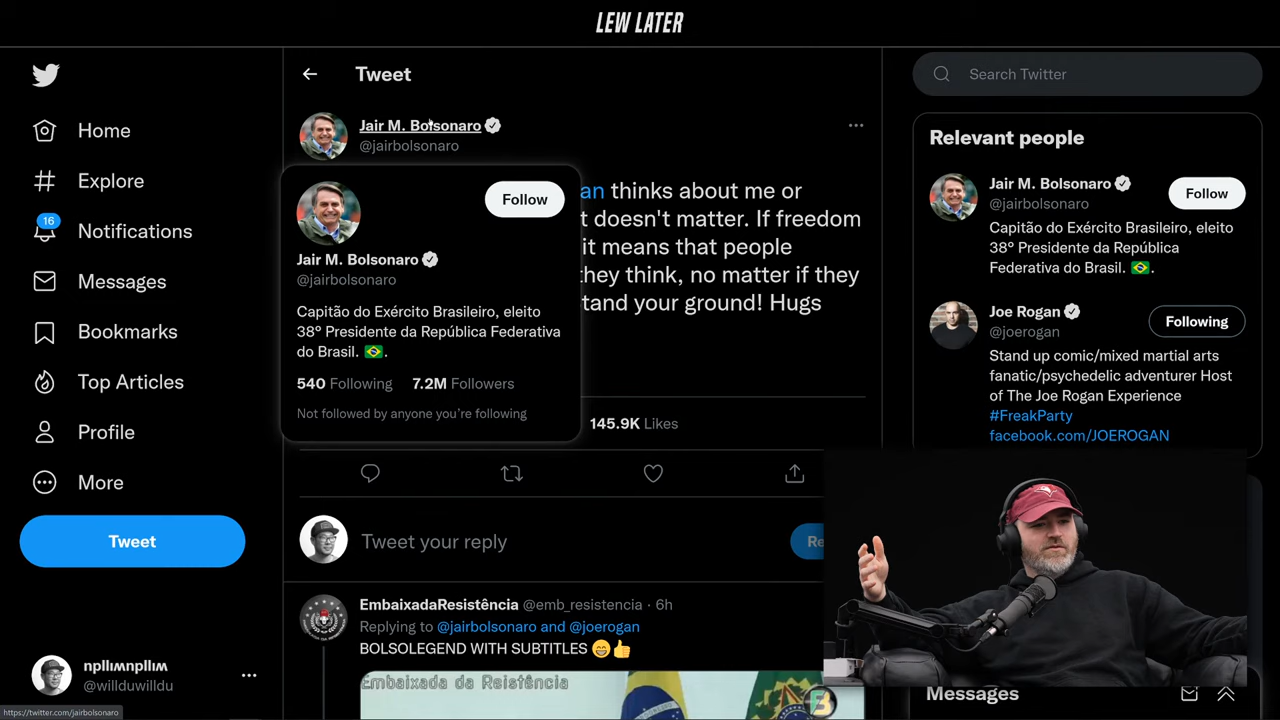 LEW LATER
Home
Explore
16
Notifications
Messages
Bookmarks
Top Articles
Profile
More
Tweet
npllıмnpllıм
@willduwilldu
https://twitter.com/jairbolsonaro
Tweet
Jair M. Bolsonaro
@jairbolsonaro
an thinks about me or
t doesn't matter. If freedom
it means that people
they think, no matter if they
tand your ground! Hugs
Follow
Jair M. Bolsonaro
@jairbolsonaro
Capitão do Exército Brasileiro, eleito
38° Presidente da República Federativa
do Brasil. 🇧🇷.
540 Following 7.2M Followers
Not followed by anyone you're following
145.9K Likes
Tweet your reply
Re
EmbaixadaResistência @emb_resistencia · 6h
Replying to @jairbolsonaro and @joerogan
BOLSOLEGEND WITH SUBTITLES 😁👍
Embaixada da Resistência
Search Twitter
Relevant people
Jair M. Bolsonaro
@jairbolsonaro
Follow
Capitão do Exército Brasileiro, eleito
38° Presidente da República
Federativa do Brasil. 🇧🇷.
Joe Rogan
@joerogan
Following
Stand up comic/mixed martial arts
fanatic/psychedelic adventurer Host
of The Joe Rogan Experience
#FreakParty
facebook.com/JOEROGAN
Messages